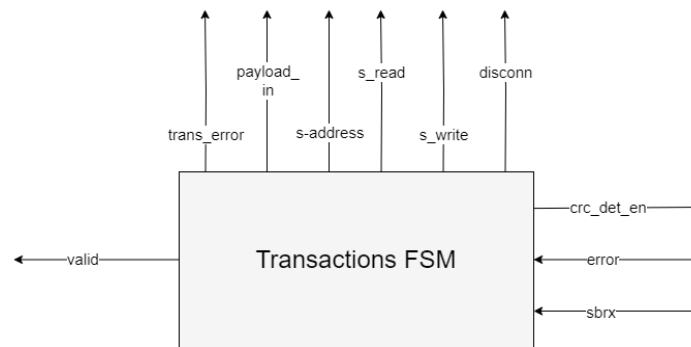 payload_
in
s_read
disconn
trans_error
s-address
s_write
crc_det_en
valid
Transactions FSM
error
sbrx